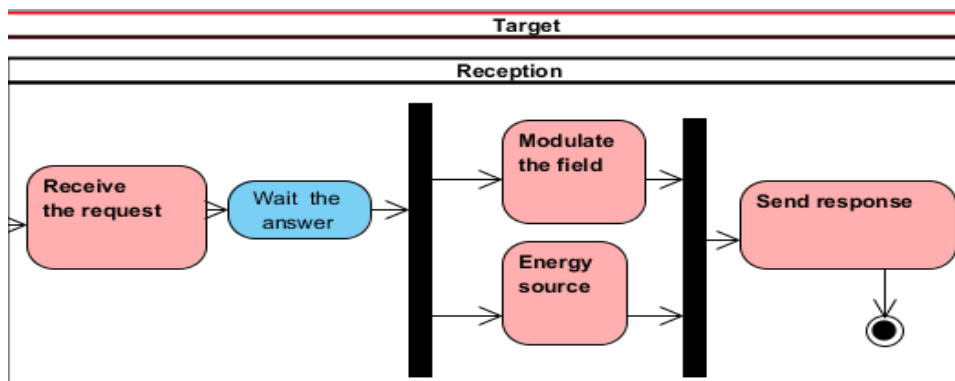 Target
Reception
Receive
the request
Wait the
answer
Modulate
the field
Energy
source
Send response